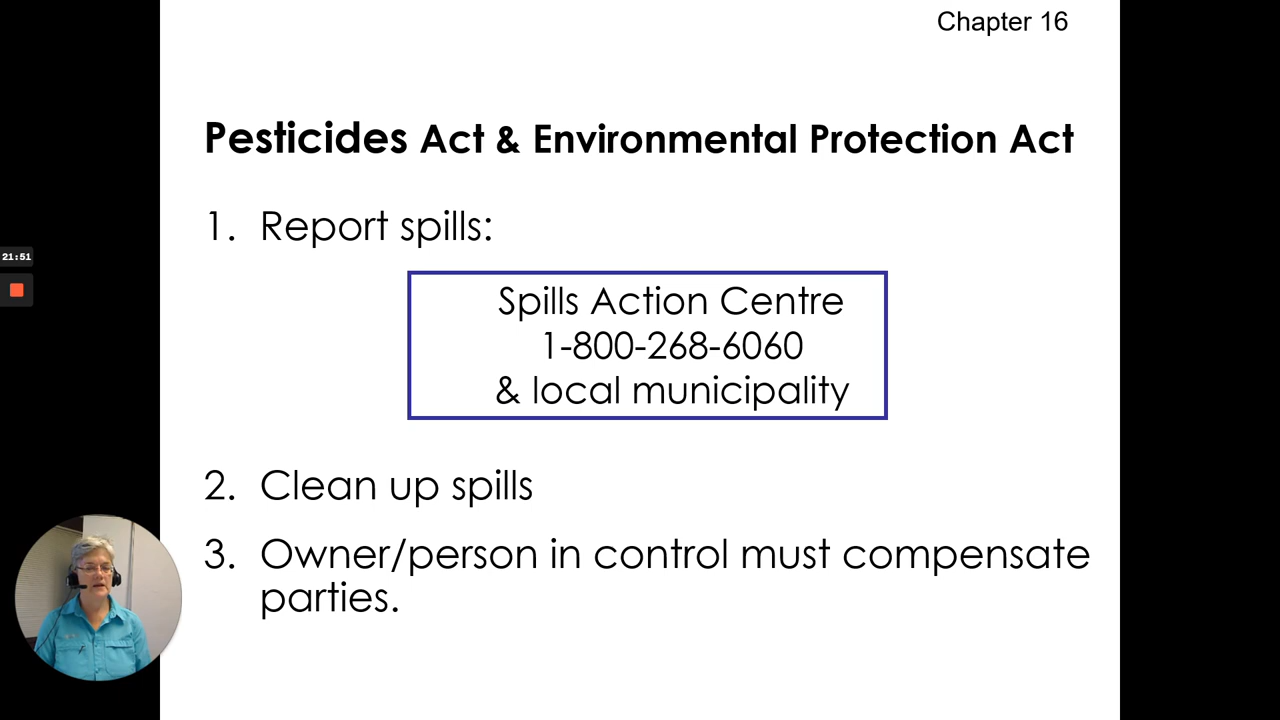 Chapter 16
Pesticides Act & Environmental Protection Act
1. Report spills:
Spills Action Centre
1-800-268-6060
& local municipality
21:51
2. Clean up spills
3. Owner/person in control must compensate
parties.